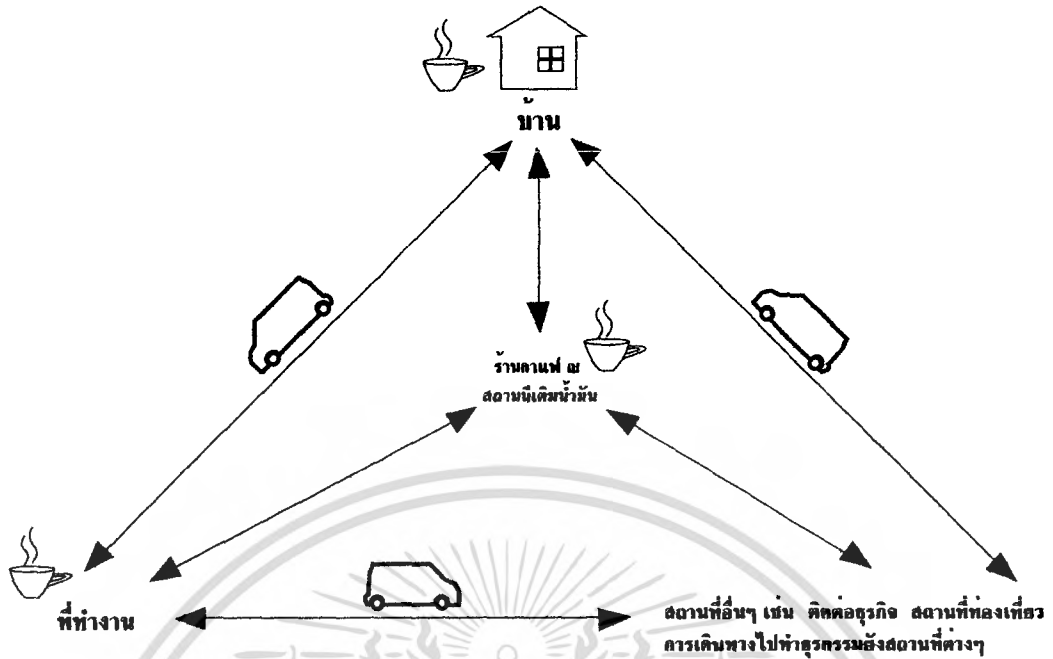 บ้าน
ร้านกาแฟ ณ
สถานีเติมน้ำมัน
ที่ทำงาน
สถานที่อื่นๆ เช่น ติดต่อธุรกิจ สถานที่ท่องเที่ยว
การเดินทางไปทำธุรกรรมยังสถานที่ต่างๆ